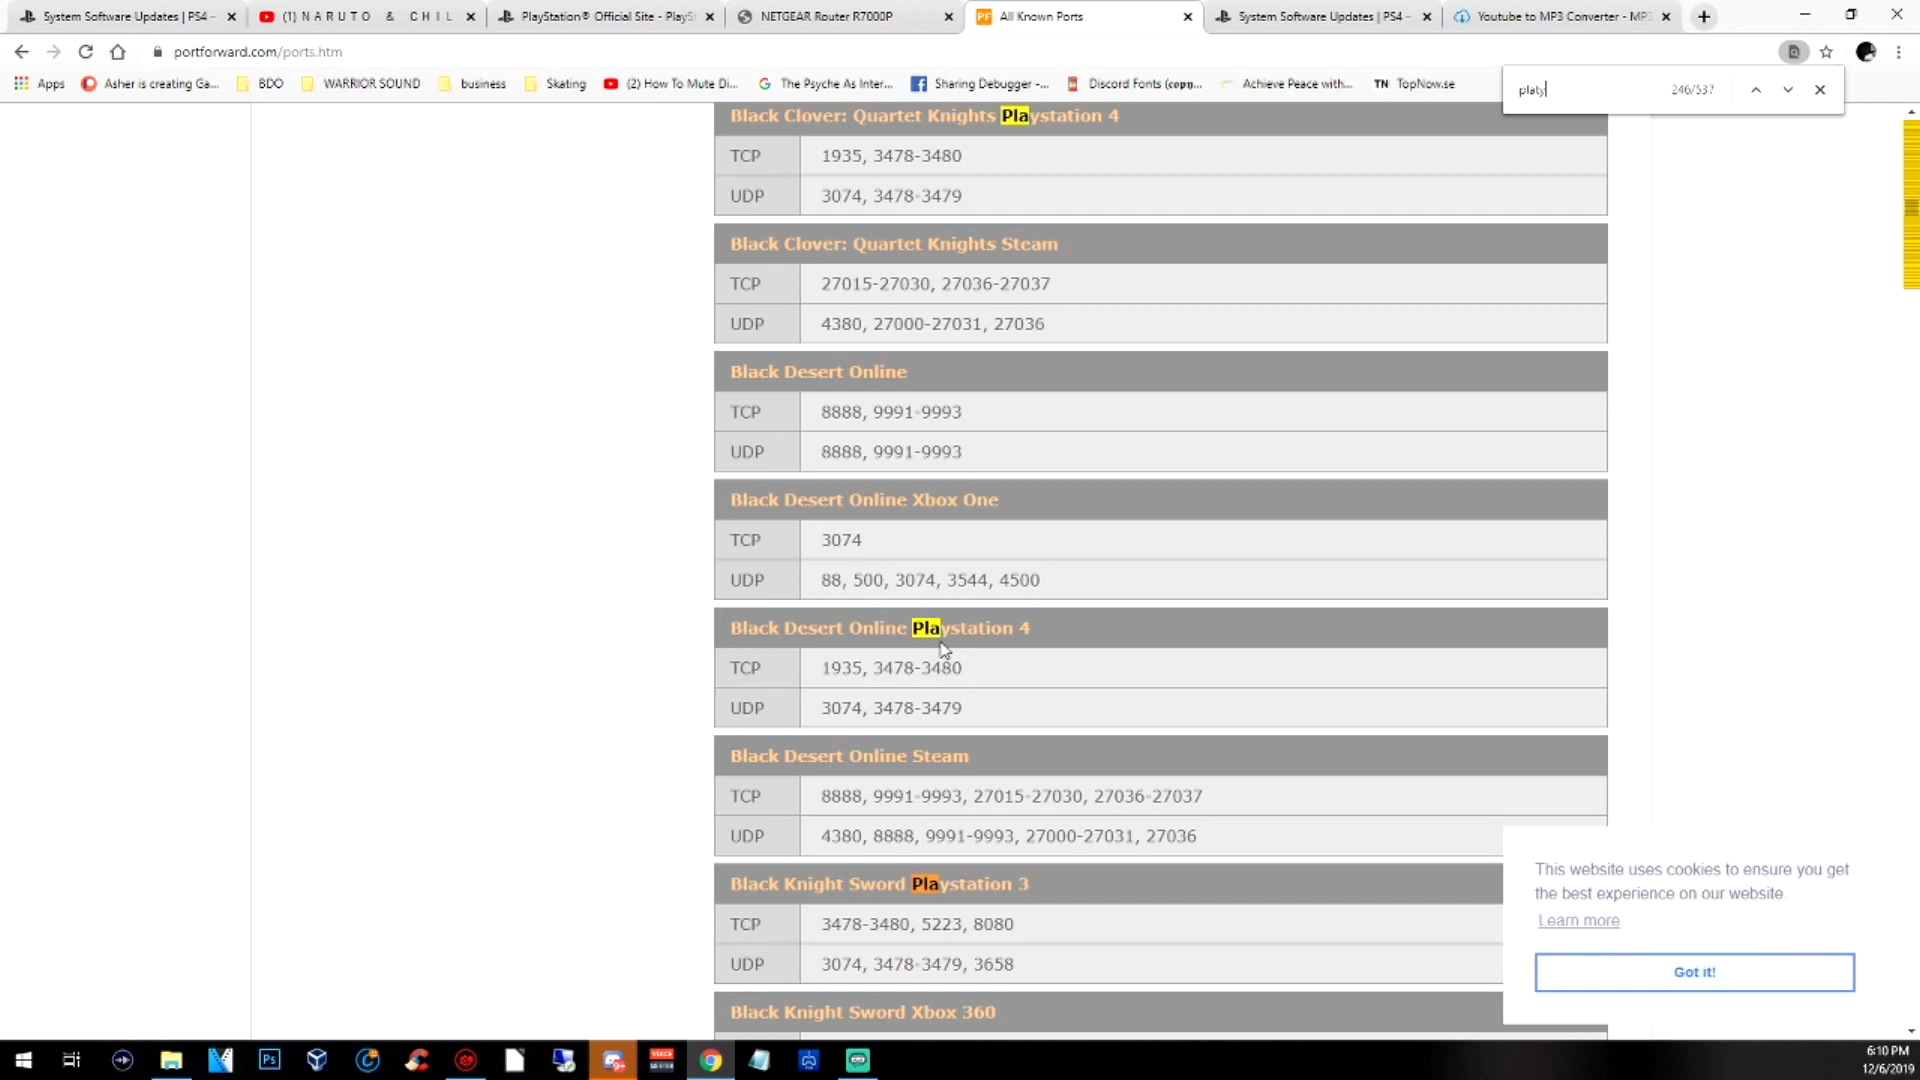 System Software Updates | PS4 -
(1) N A R U T O & C H I L
PlayStation® Official Site - PlaySt
NETGEAR Router R7000P
All Known Ports
System Software Updates | PS4 -
Youtube to MP3 Converter - MP3
portforward.com/ports.htm
Apps
Asher is creating Ga...
BDO
WARRIOR SOUND
business
Skating
(2) How To Mute Di...
The Psyche As Inter...
Sharing Debugger -...
Discord Fonts (copy...
Achieve Peace with...
TN TopNow.se
platy
246/537
Black Clover: Quartet Knights Playstation 4
TCP 1935, 3478-3480
UDP 3074, 3478-3479
Black Clover: Quartet Knights Steam
TCP 27015-27030, 27036-27037
UDP 4380, 27000-27031, 27036
Black Desert Online
TCP 8888, 9991-9993
UDP 8888, 9991-9993
Black Desert Online Xbox One
TCP 3074
UDP 88, 500, 3074, 3544, 4500
Black Desert Online Playstation 4
TCP 1935, 3478-3480
UDP 3074, 3478-3479
Black Desert Online Steam
TCP 8888, 9991-9993, 27015-27030, 27036-27037
UDP 4380, 8888, 9991-9993, 27000-27031, 27036
Black Knight Sword Playstation 3
TCP 3478-3480, 5223, 8080
UDP 3074, 3478-3479, 3658
Black Knight Sword Xbox 360
This website uses cookies to ensure you get
the best experience on our website.
Learn more
Got it!
6:10 PM
12/6/2019